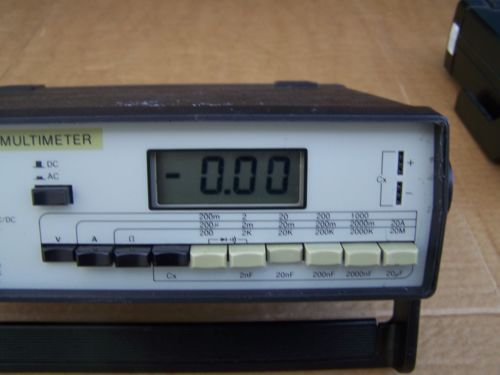 MULTIMETER
DC
AC
- 0.00
+
Cx
-
/DC
200m 2 20 200 1000
200µ 2m 20m 200m 2000m 20A
200 2K 20K 200K 2000K 20M
V A Ω
Cx 2nF 20nF 200nF 2000nF 20µF